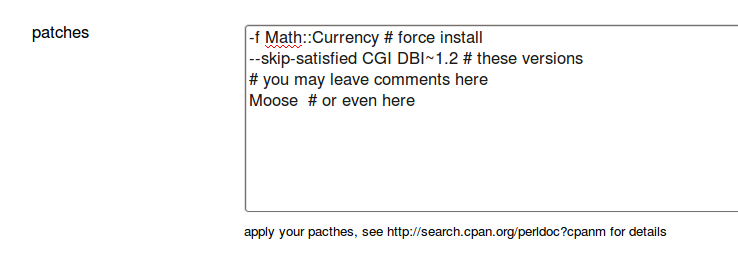 patches
-f Math::Currency # force install
--skip-satisfied CGI DBI~1.2 # these versions
# you may leave comments here
Moose  # or even here
apply your pacthes, see http://search.cpan.org/perldoc?cpanm for details